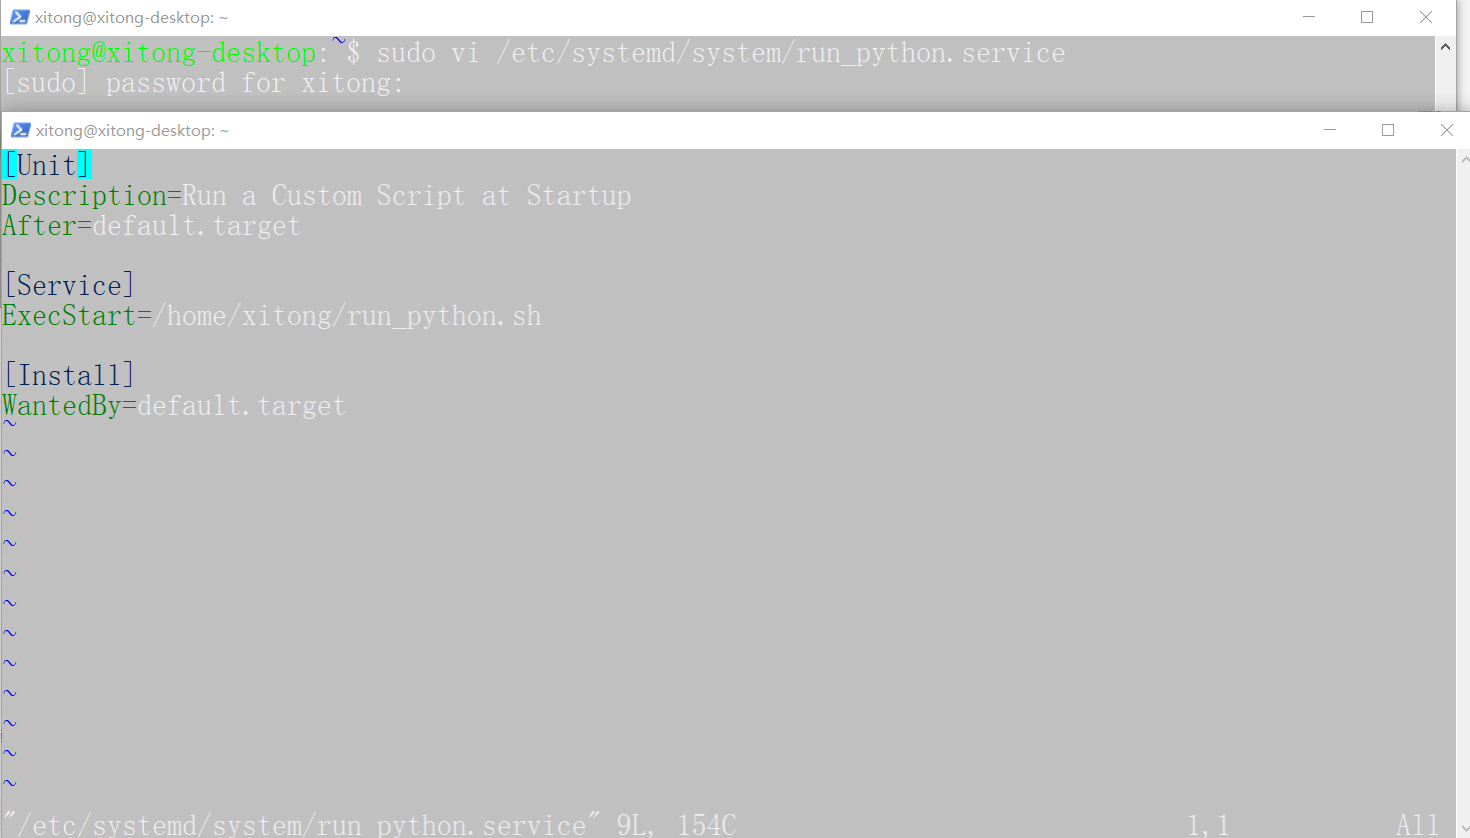 xitong@xitong-desktop: ~
xitong@xitong-desktop:~$ sudo vi /etc/systemd/system/run_python.service
[sudo] password for xitong:
xitong@xitong-desktop: ~
[Unit]
Description=Run a Custom Script at Startup
After=default.target
[Service]
ExecStart=/home/xitong/run_python.sh
[Install]
WantedBy=default.target
~
~
~
~
~
~
~
~
~
~
~
~
~
"/etc/systemd/system/run_python.service" 9L, 154C 1,1 All